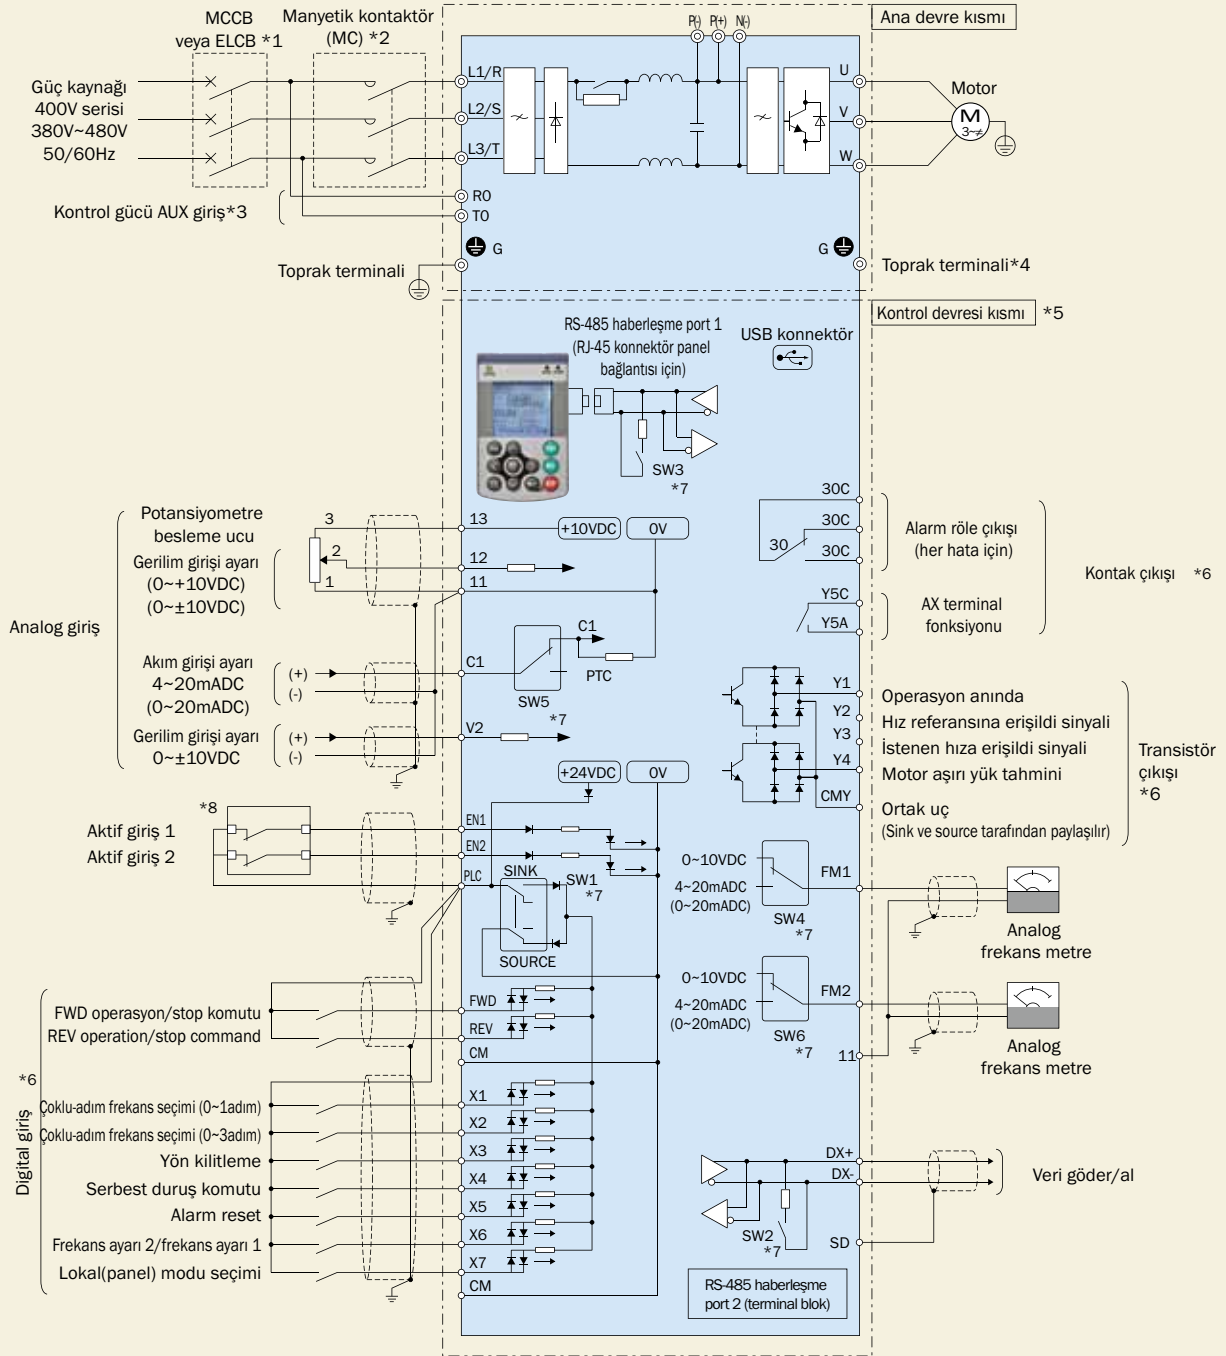 MCCB
veya ELCB *1
Manyetik kontaktör
(MC) *2
P(-) P(+) N(-)
Ana devre kısmı
Güç kaynağı
400V serisi
380V~480V
50/60Hz
L1/R
L2/S
L3/T
U
V
W
Motor
M
3~
Kontrol gücü AUX giriş*3
R0
T0
G
G
Toprak terminali
Toprak terminali*4
Kontrol devresi kısmı *5
RS-485 haberleşme port 1
(RJ-45 konnektör panel
bağlantısı için)
USB konnektör
SW3
*7
30C
30C
30C
30
Alarm röle çıkışı
(her hata için)
Kontak çıkışı *6
Y5C
Y5A
AX terminal
fonksiyonu
Analog giriş
Potansiyometre
besleme ucu
Gerilim girişi ayarı
(0~+10VDC)
(0~±10VDC)
3
2
1
13
12
11
+10VDC
0V
Akım girişi ayarı
4~20mADC
(0~20mADC)
(+)
(-)
C1
C1
PTC
SW5
*7
Gerilim girişi ayarı
0~±10VDC
(+)
(-)
V2
+24VDC
0V
Y1
Y2
Y3
Y4
CMY
Operasyon anında
Hız referansına erişildi sinyali
İstenen hıza erişildi sinyali
Motor aşırı yük tahmini
Ortak uç
(Sink ve source tarafından paylaşılır)
Transistör
çıkışı
*6
*8
Aktif giriş 1
Aktif giriş 2
EN1
EN2
PLC
SINK
SW1
*7
SOURCE
0~10VDC
4~20mADC
(0~20mADC)
SW4
*7
FM1
Analog
frekans metre
0~10VDC
4~20mADC
(0~20mADC)
SW6
*7
FM2
Analog
frekans metre
11
*6
Digital giriş
FWD operasyon/stop komutu
REV operation/stop command
FWD
REV
CM
Çoklu-adım frekans seçimi (0~1adım)
Çoklu-adım frekans seçimi (0~3adım)
Yön kilitleme
Serbest duruş komutu
Alarm reset
Frekans ayarı 2/frekans ayarı 1
Lokal(panel) modu seçimi
X1
X2
X3
X4
X5
X6
X7
CM
DX+
DX-
SD
SW2
*7
Veri göder/al
RS-485 haberleşme
port 2 (terminal blok)